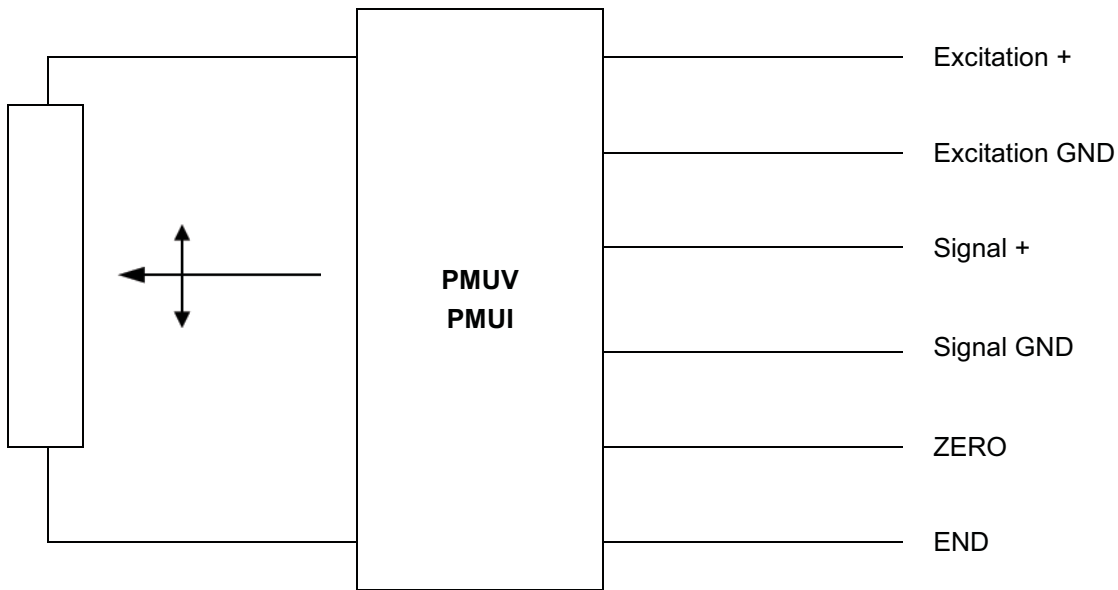 Excitation +
Excitation GND
Signal +
PMUV
PMUI
Signal GND
ZERO
END